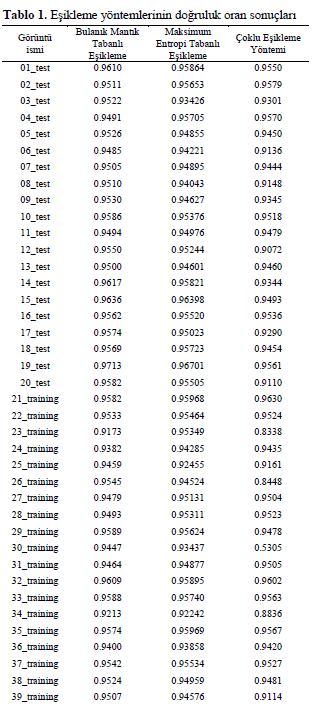 Tablo 1. Eşikleme yöntemlerinin doğruluk oran sonuçları
Görüntü ismi Bulanık Mantık Tabanlı Eşikleme Maksimum Entropi Tabanlı Eşikleme Çoklu Eşikleme Yöntemi
01_test 0.9610 0.95864 0.9550
02_test 0.9511 0.95653 0.9579
03_test 0.9522 0.93426 0.9301
04_test 0.9491 0.95705 0.9570
05_test 0.9526 0.94855 0.9450
06_test 0.9485 0.94221 0.9136
07_test 0.9505 0.94895 0.9444
08_test 0.9510 0.94043 0.9148
09_test 0.9530 0.94627 0.9345
10_test 0.9586 0.95376 0.9518
11_test 0.9494 0.94976 0.9479
12_test 0.9550 0.95244 0.9072
13_test 0.9500 0.94601 0.9460
14_test 0.9617 0.95821 0.9344
15_test 0.9636 0.96398 0.9493
16_test 0.9562 0.95520 0.9536
17_test 0.9574 0.95023 0.9290
18_test 0.9569 0.95723 0.9454
19_test 0.9713 0.96701 0.9561
20_test 0.9582 0.95505 0.9110
21_training 0.9582 0.95968 0.9630
22_training 0.9533 0.95464 0.9524
23_training 0.9173 0.95349 0.8338
24_training 0.9382 0.94285 0.9435
25_training 0.9459 0.92455 0.9161
26_training 0.9545 0.94524 0.8448
27_training 0.9479 0.95131 0.9504
28_training 0.9493 0.95311 0.9523
29_training 0.9589 0.95624 0.9478
30_training 0.9447 0.93437 0.5305
31_training 0.9464 0.94877 0.9505
32_training 0.9609 0.95895 0.9602
33_training 0.9588 0.95740 0.9563
34_training 0.9213 0.92242 0.8836
35_training 0.9574 0.95969 0.9567
36_training 0.9400 0.93858 0.9420
37_training 0.9542 0.95534 0.9527
38_training 0.9524 0.94959 0.9481
39_training 0.9507 0.94576 0.9114